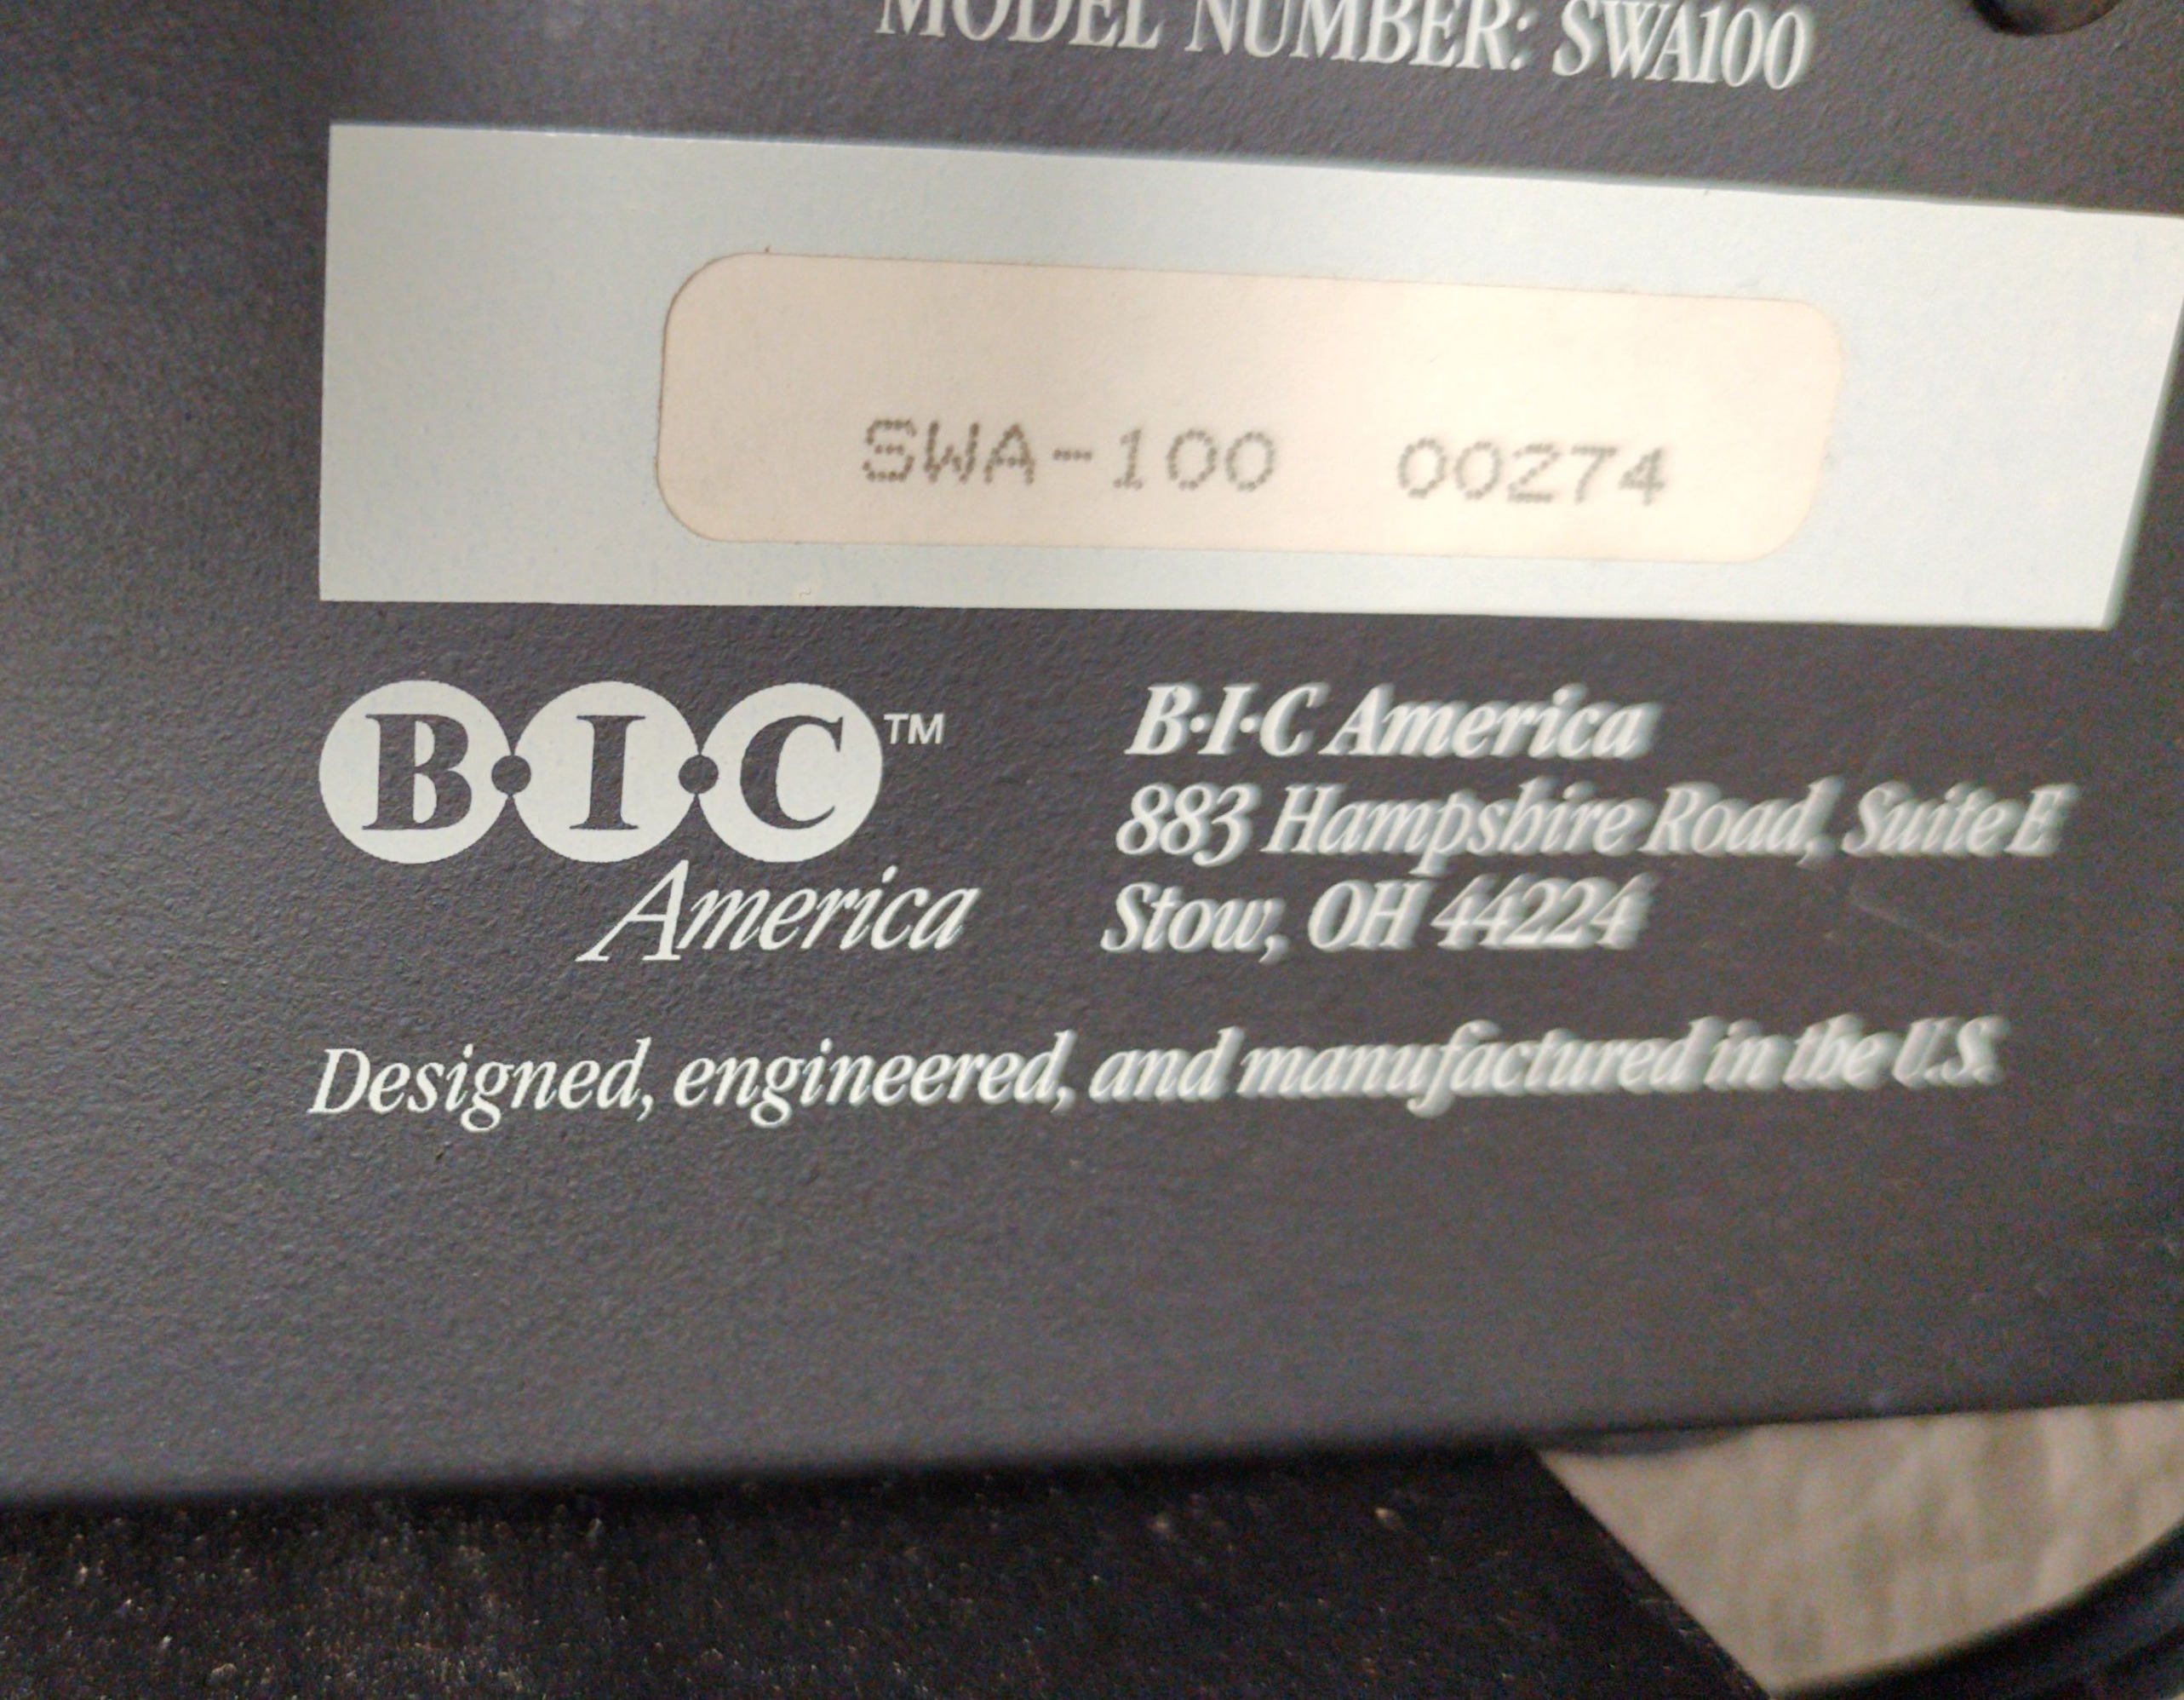 MODEL NUMBER: SWA100
SWA-100 00274
B·I·C™
America
B·I·C America
883 Hampshire Road, Suite E
Stow, OH 44224
Designed, engineered, and manufactured in the U.S.